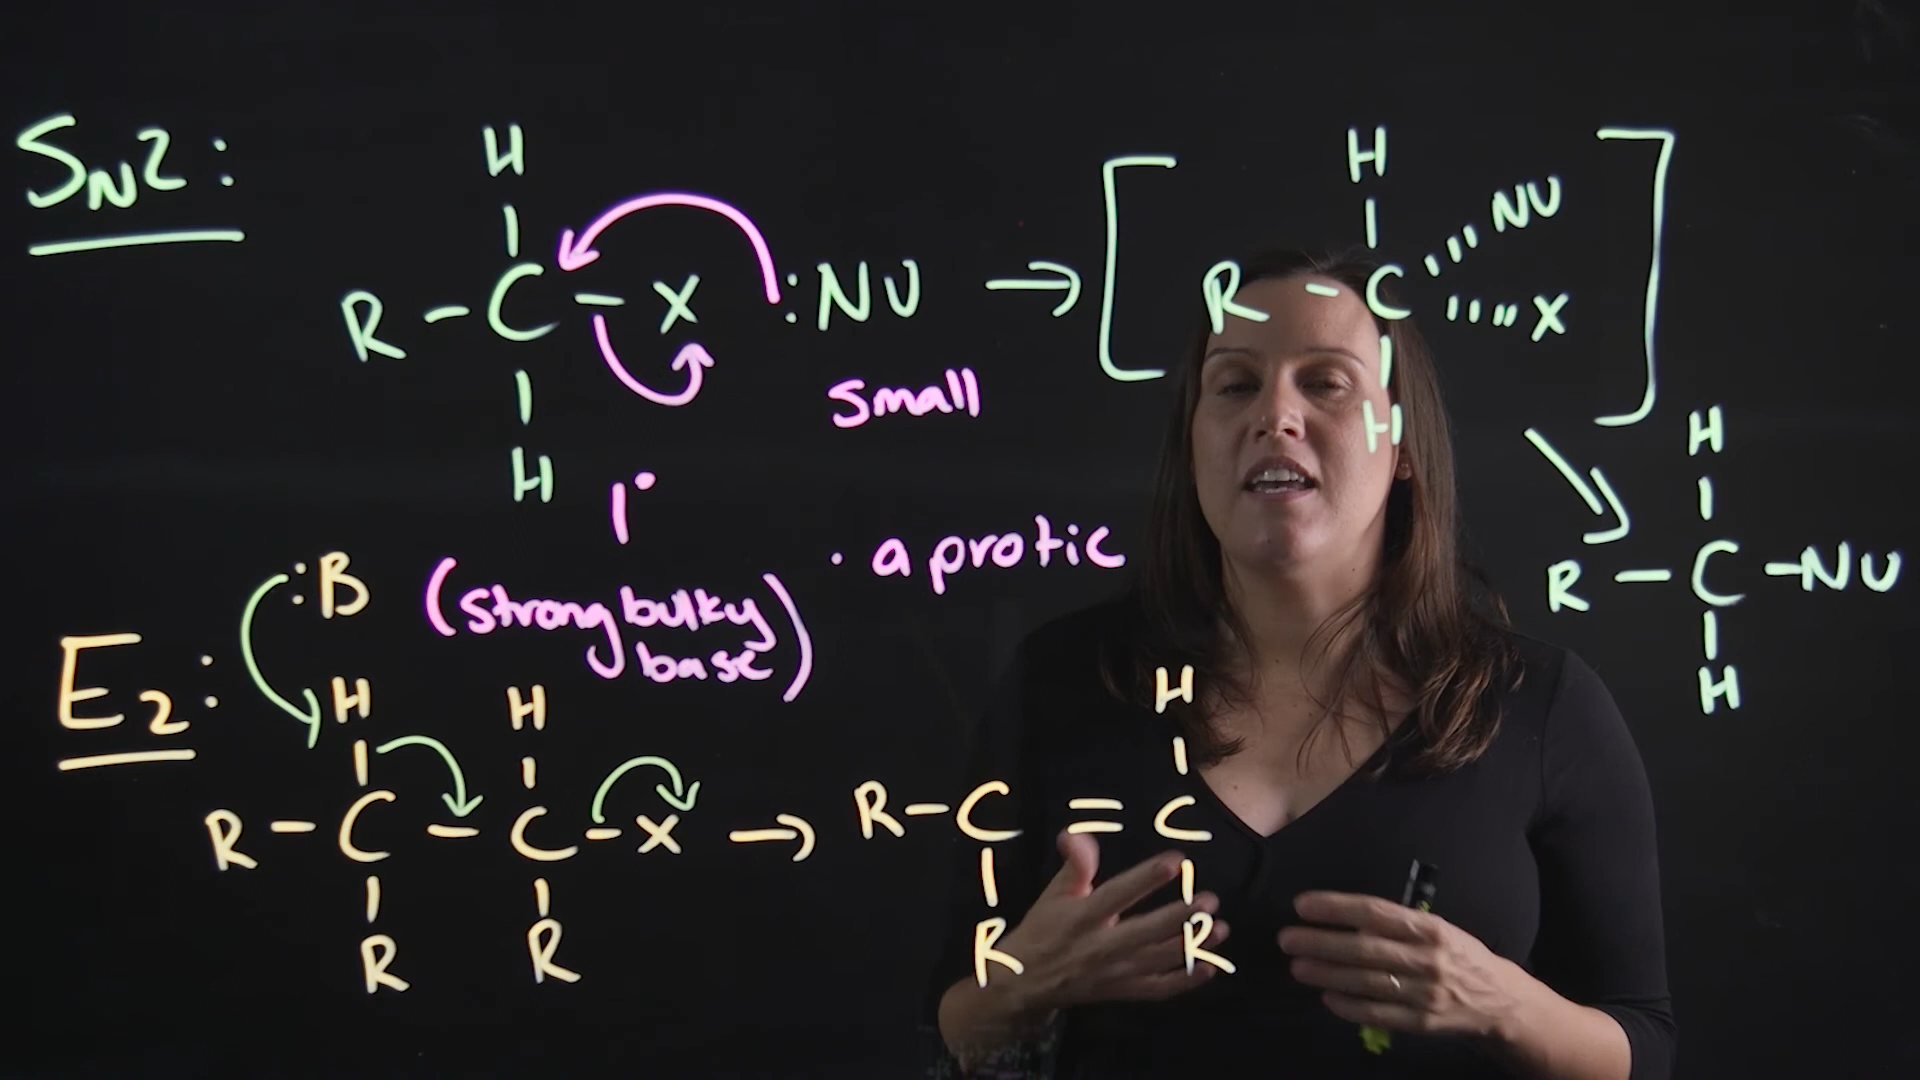 SN2:
H
R - C - X :NU → [ R - C NU X ]
H
H
small
H
1°
R - C - NU
H
H
· aprotic
(strong bulky base)
E2:
:B
H H
R - C - C - X → R - C = C
R R
H
R R